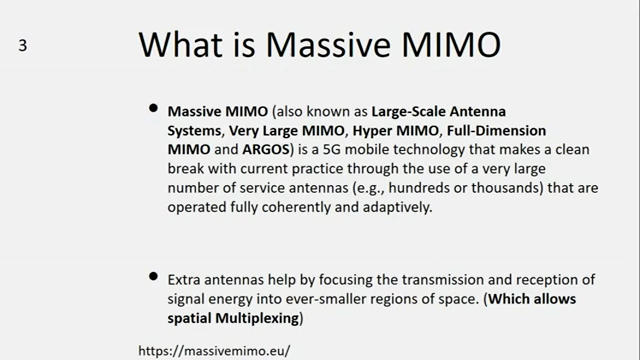 3
What is Massive MIMO
• Massive MIMO (also known as Large-Scale Antenna
Systems, Very Large MIMO, Hyper MIMO, Full-Dimension
MIMO and ARGOS) is a 5G mobile technology that makes a clean
break with current practice through the use of a very large
number of service antennas (e.g., hundreds or thousands) that are
operated fully coherently and adaptively.
• Extra antennas help by focusing the transmission and reception of
signal energy into ever-smaller regions of space. (Which allows
spatial Multiplexing)
https://massivemimo.eu/